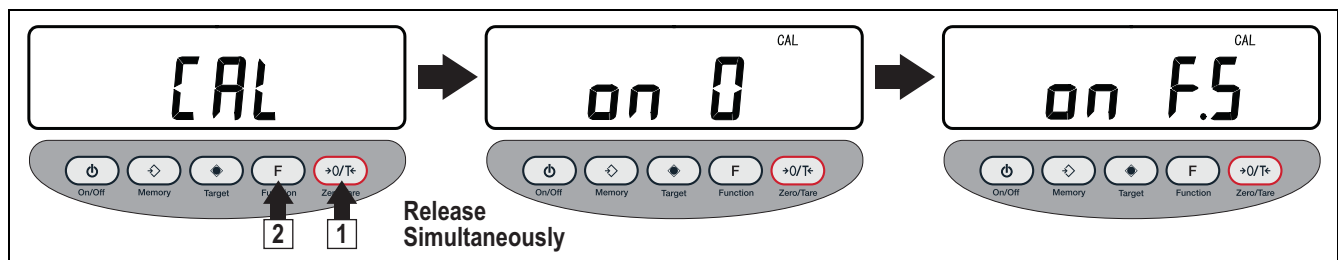 CAL
On/Off Memory Target F Function →0/T← Zero/Tare
2 1
Release
Simultaneously
CAL
on 0
On/Off Memory Target F Function →0/T← Zero/Tare
CAL
on F.S
On/Off Memory Target F Function →0/T← Zero/Tare